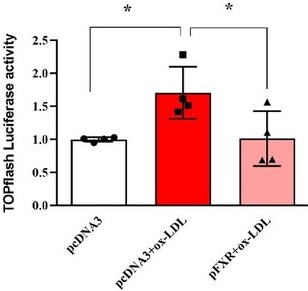 *
*
TOPflash Luciferase activity
2.5
2.0
1.5
1.0
0.5
0.0
pcDNA3
pcDNA3+ox-LDL
pFXR+ox-LDL